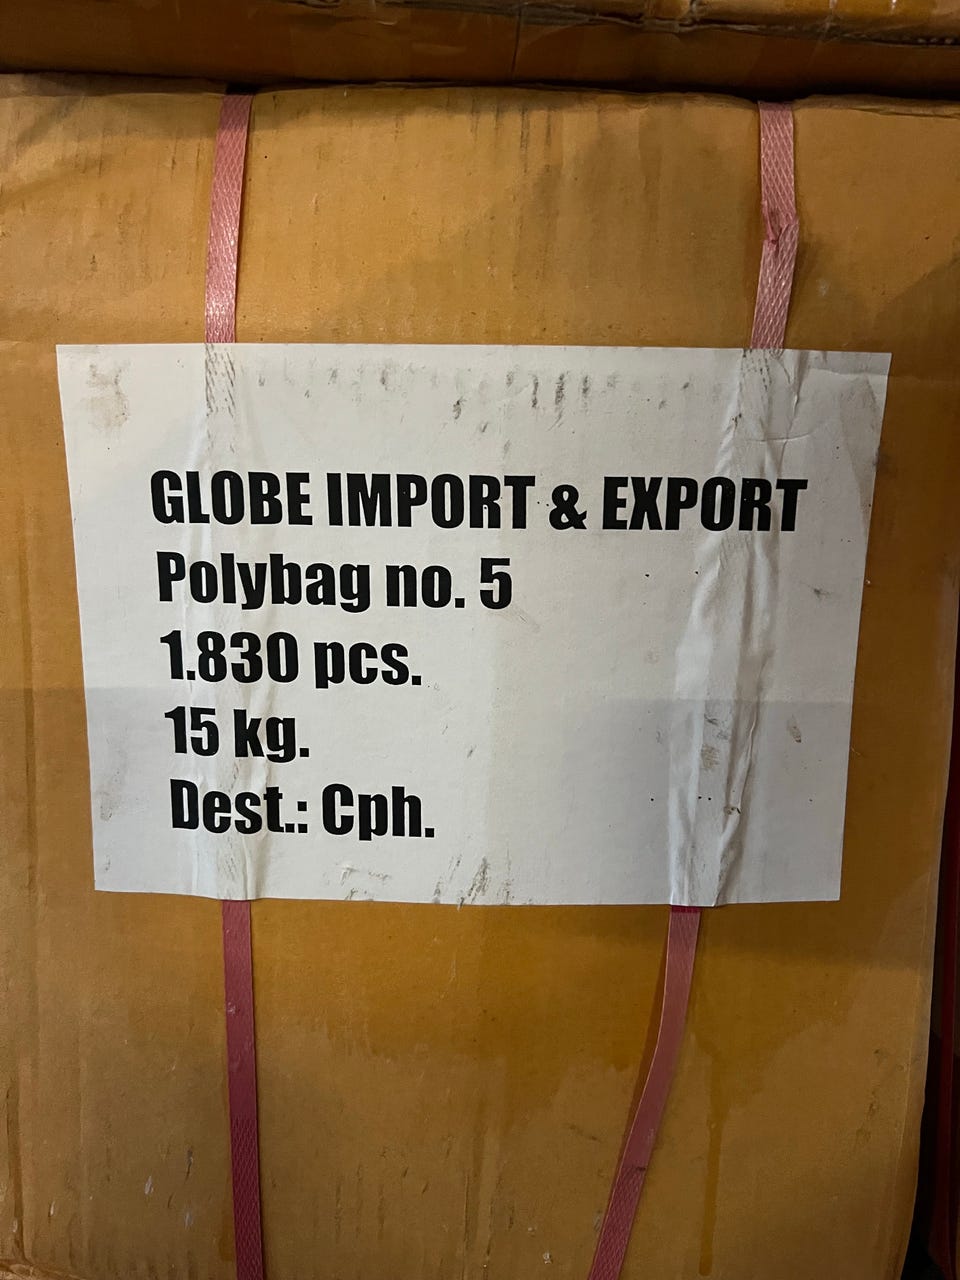 GLOBE IMPORT & EXPORT
Polybag no. 5
1.830 pcs.
15 kg.
Dest.: Cph.